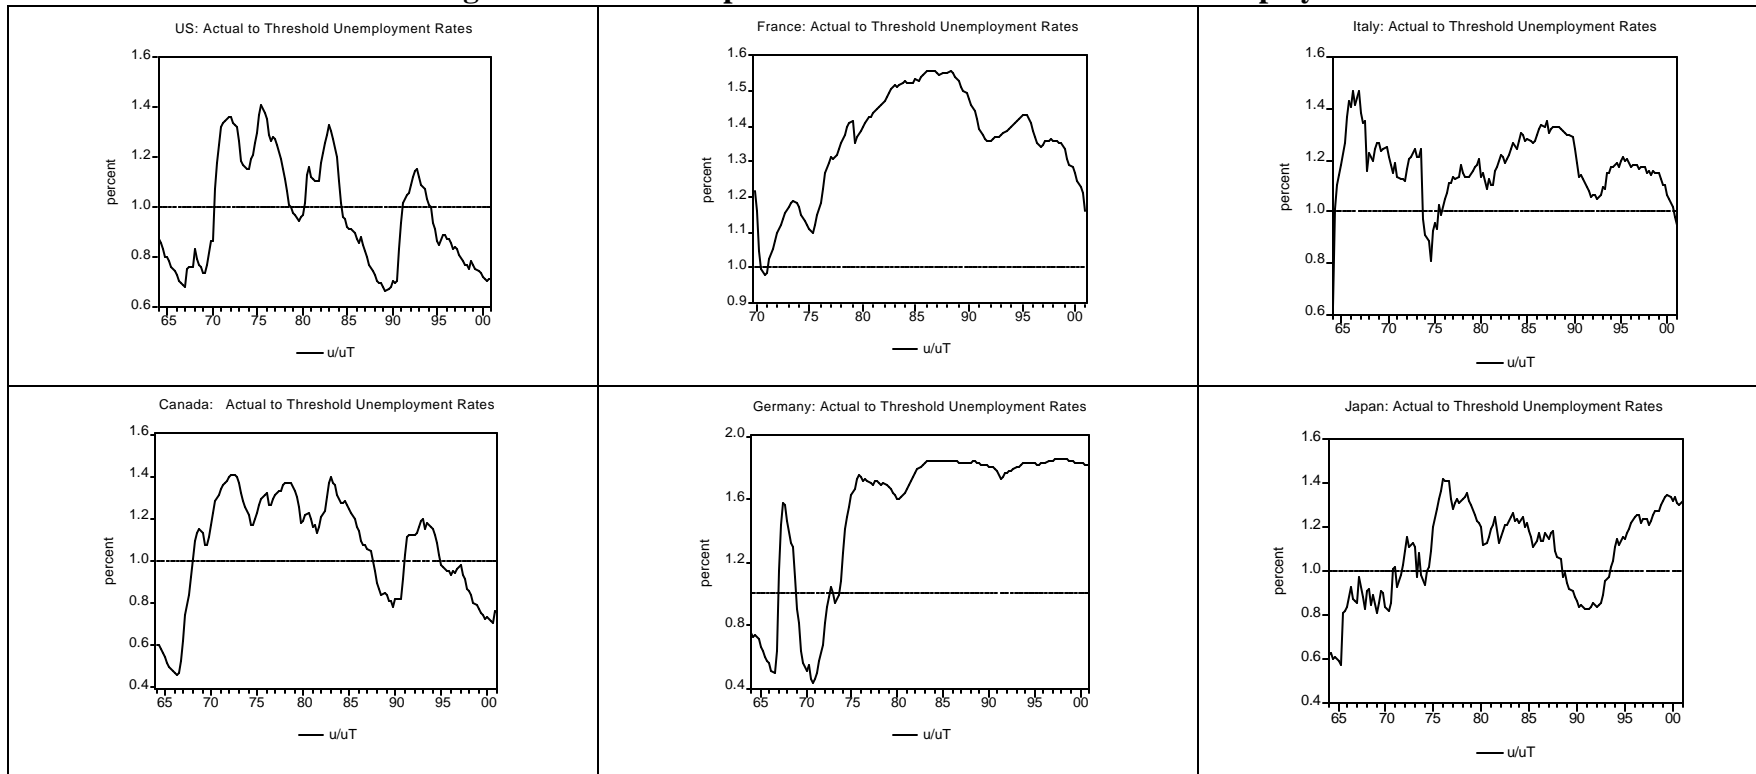 US: Actual to Threshold Unemployment Rates
1.6
1.4
1.2
1.0
0.8
0.6
percent
65 70 75 80 85 90 95 00
u/uT
France: Actual to Threshold Unemployment Rates
1.6
1.5
1.4
1.3
1.2
1.1
1.0
0.9
percent
70 75 80 85 90 95 00
u/uT
Italy: Actual to Threshold Unemployment Rates
1.6
1.4
1.2
1.0
0.8
0.6
percent
65 70 75 80 85 90 95 00
u/uT
Canada: Actual to Threshold Unemployment Rates
1.6
1.4
1.2
1.0
0.8
0.6
0.4
percent
65 70 75 80 85 90 95 00
u/uT
Germany: Actual to Threshold Unemployment Rates
2.0
1.6
1.2
0.8
0.4
percent
65 70 75 80 85 90 95 00
u/uT
Japan: Actual to Threshold Unemployment Rates
1.6
1.4
1.2
1.0
0.8
0.6
0.4
percent
65 70 75 80 85 90 95 00
u/uT